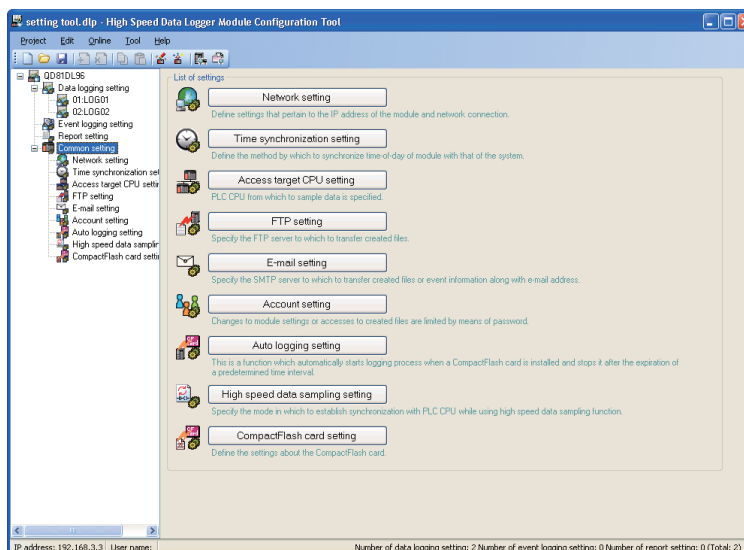 setting tool.dlp - High Speed Data Logger Module Configuration Tool
Project Edit Online Tool Help
QD81DL96
Data logging setting
01:LOG01
02:LOG02
Event logging setting
Report setting
Common setting
Network setting
Time synchronization set
Access target CPU settin
FTP setting
E-mail setting
Account setting
Auto logging setting
High speed data samplin
CompactFlash card settin
List of settings
Network setting
Define settings that pertain to the IP address of the module and network connection.
Time synchronization setting
Define the method by which to synchronize time-of-day of module with that of the system.
Access target CPU setting
PLC CPU from which to sample data is specified.
FTP setting
Specify the FTP server to which to transfer created files.
E-mail setting
Specify the SMTP server to which to transfer created files or event information along with e-mail address.
Account setting
Changes to module settings or accesses to created files are limited by means of password.
Auto logging setting
This is a function which automatically starts logging process when a CompactFlash card is installed and stops it after the expiration of
a predetermined time interval.
High speed data sampling setting
Specify the mode in which to establish synchronization with PLC CPU while using high speed data sampling function.
CompactFlash card setting
Define the settings about the CompactFlash card.
IP address: 192.168.3.3 User name: Number of data logging setting: 2 Number of event logging setting: 0 Number of report setting: 0 (Total: 2)